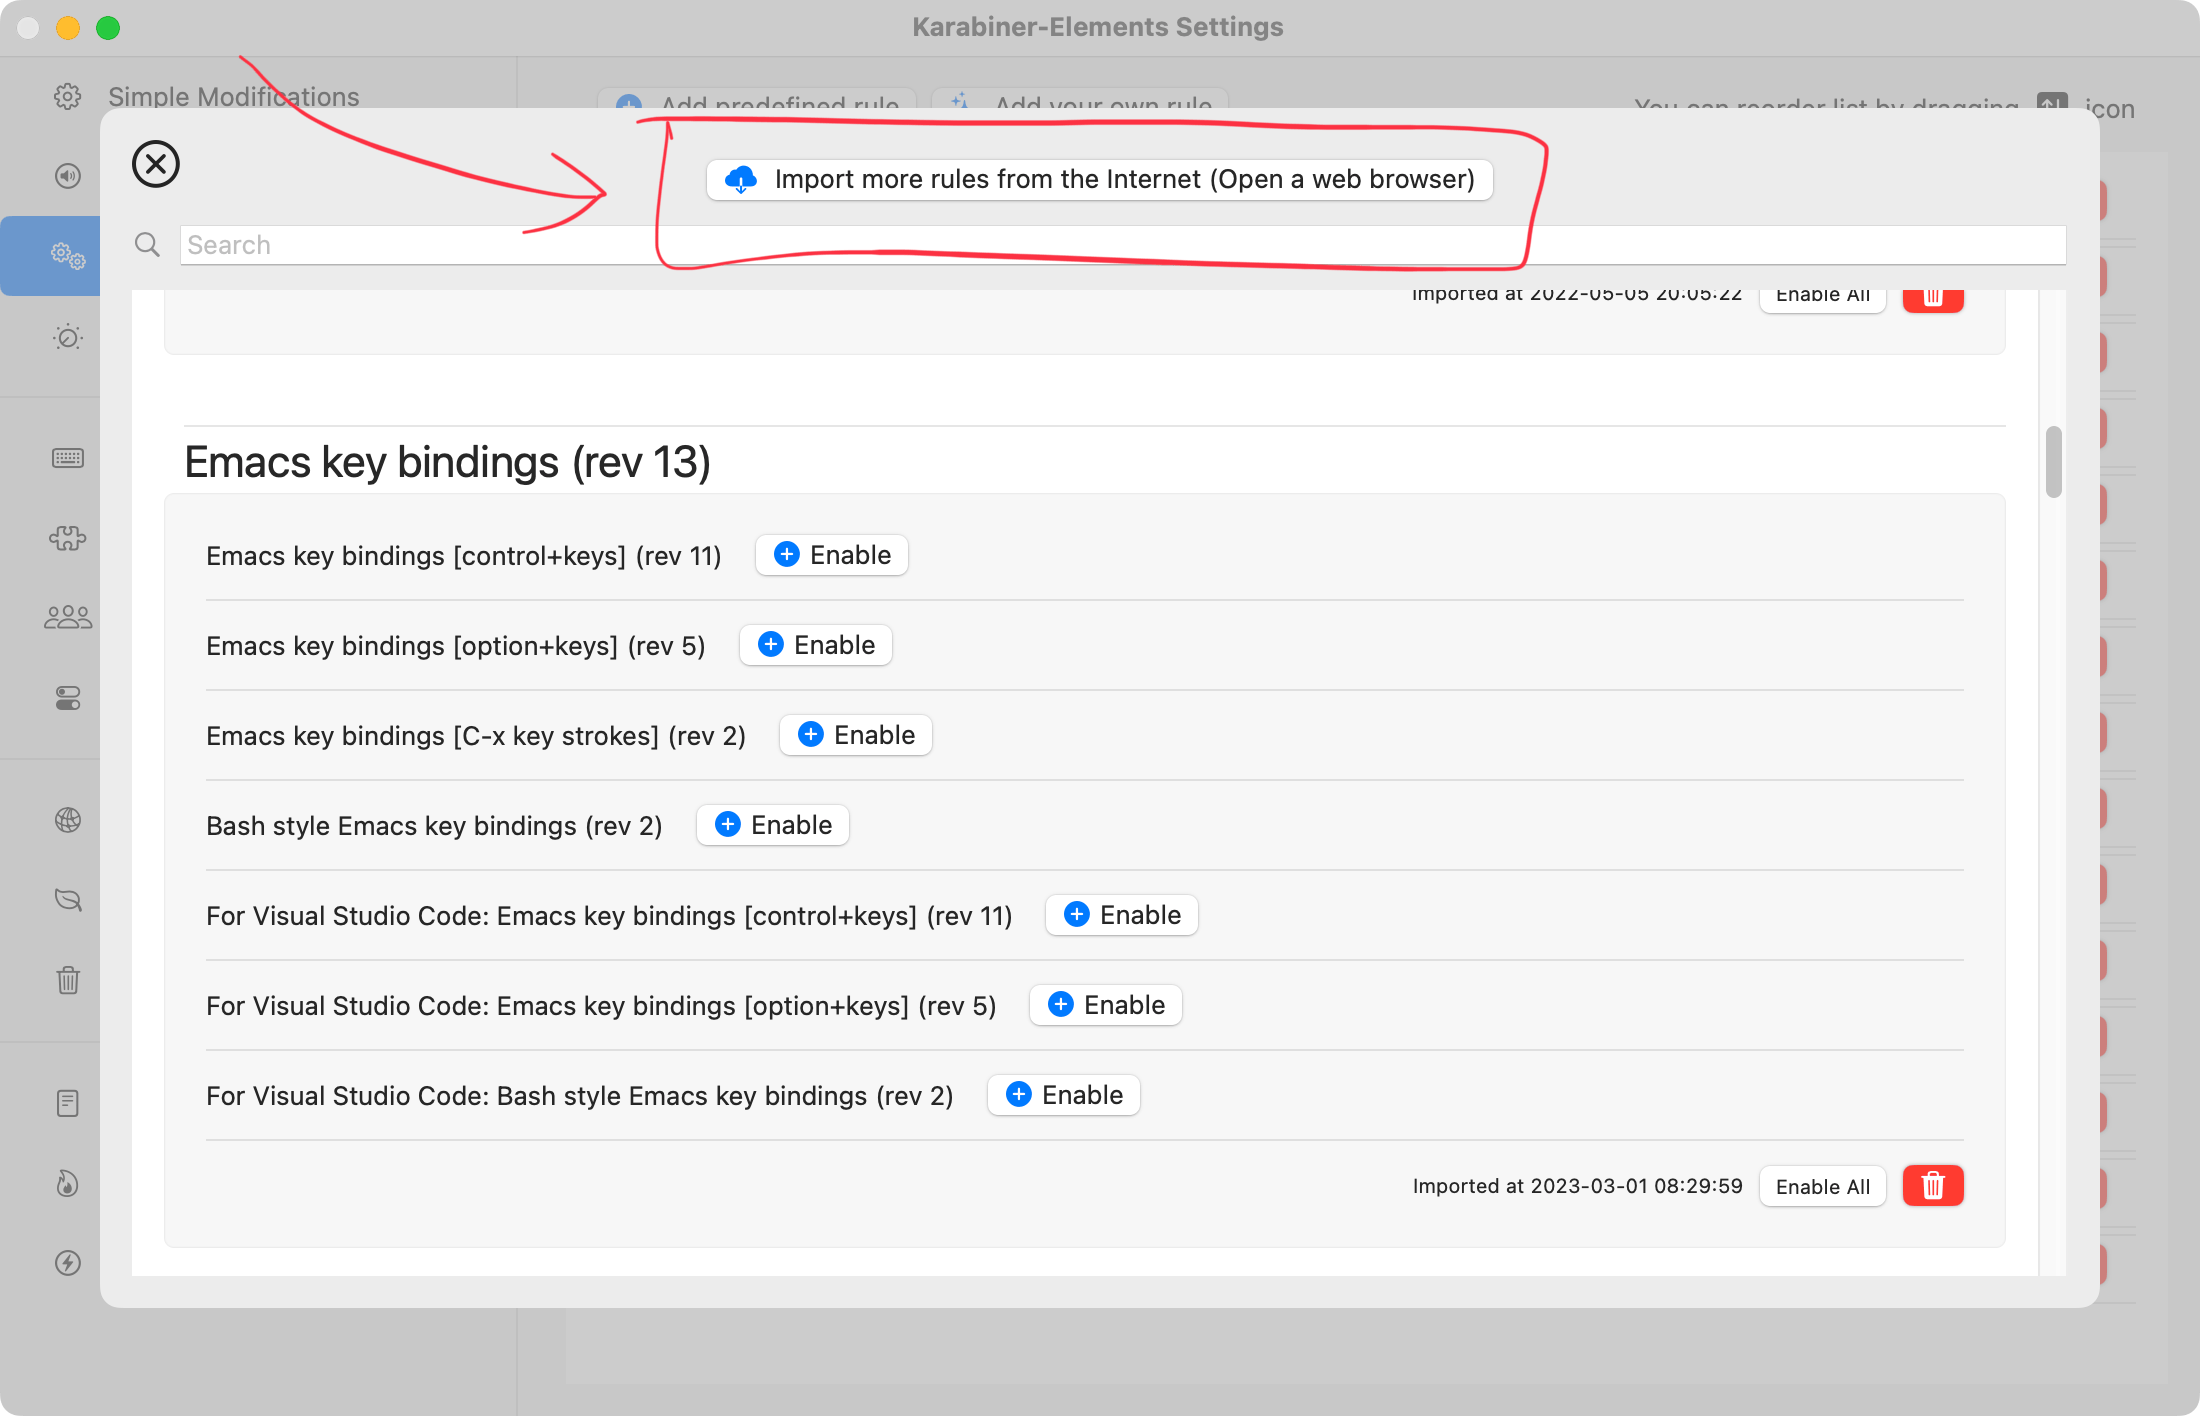 Karabiner-Elements Settings
Simple Modifications
Add predefined rule
Add your own rule
You can reorder list by dragging icon
Import more rules from the Internet (Open a web browser)
Search
Imported at 2022-05-05 20:05:22 Enable All
Emacs key bindings (rev 13)
Emacs key bindings [control+keys] (rev 11) Enable
Emacs key bindings [option+keys] (rev 5) Enable
Emacs key bindings [C-x key strokes] (rev 2) Enable
Bash style Emacs key bindings (rev 2) Enable
For Visual Studio Code: Emacs key bindings [control+keys] (rev 11) Enable
For Visual Studio Code: Emacs key bindings [option+keys] (rev 5) Enable
For Visual Studio Code: Bash style Emacs key bindings (rev 2) Enable
Imported at 2023-03-01 08:29:59 Enable All